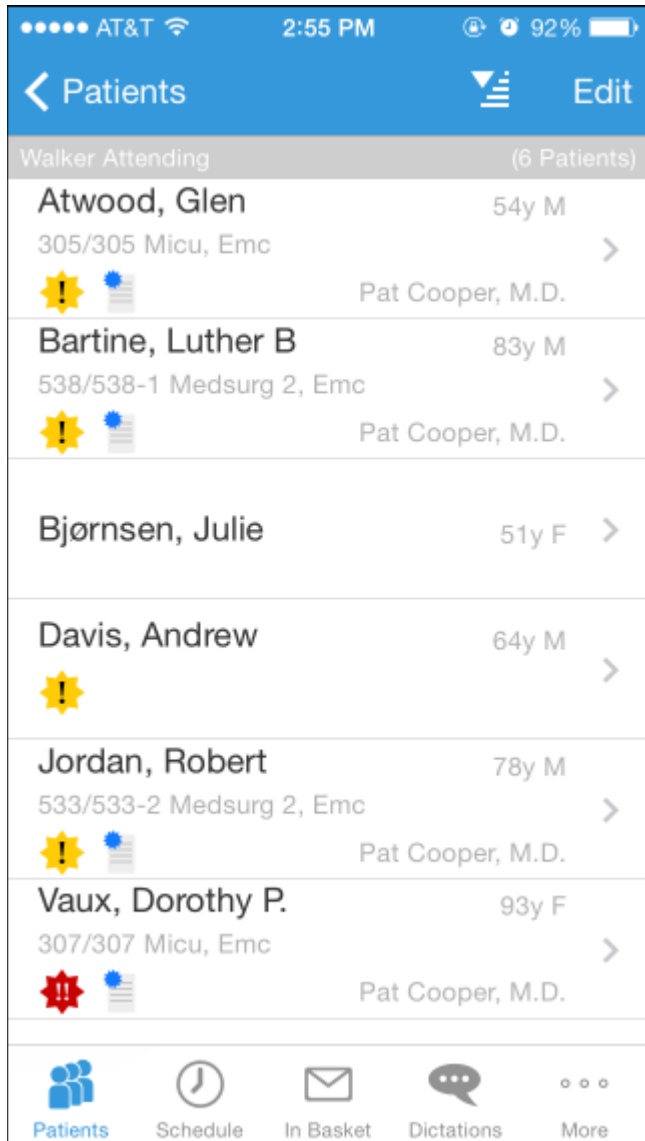 AT&T 2:55 PM 92%
Patients Edit
Walker Attending (6 Patients)
Atwood, Glen 54y M
305/305 Micu, Emc
! Pat Cooper, M.D.
Bartine, Luther B 83y M
538/538-1 Medsurg 2, Emc
! Pat Cooper, M.D.
Bjørnsen, Julie 51y F
Davis, Andrew 64y M
!
Jordan, Robert 78y M
533/533-2 Medsurg 2, Emc
! Pat Cooper, M.D.
Vaux, Dorothy P. 93y F
307/307 Micu, Emc
!! Pat Cooper, M.D.
Patients Schedule In Basket Dictations More